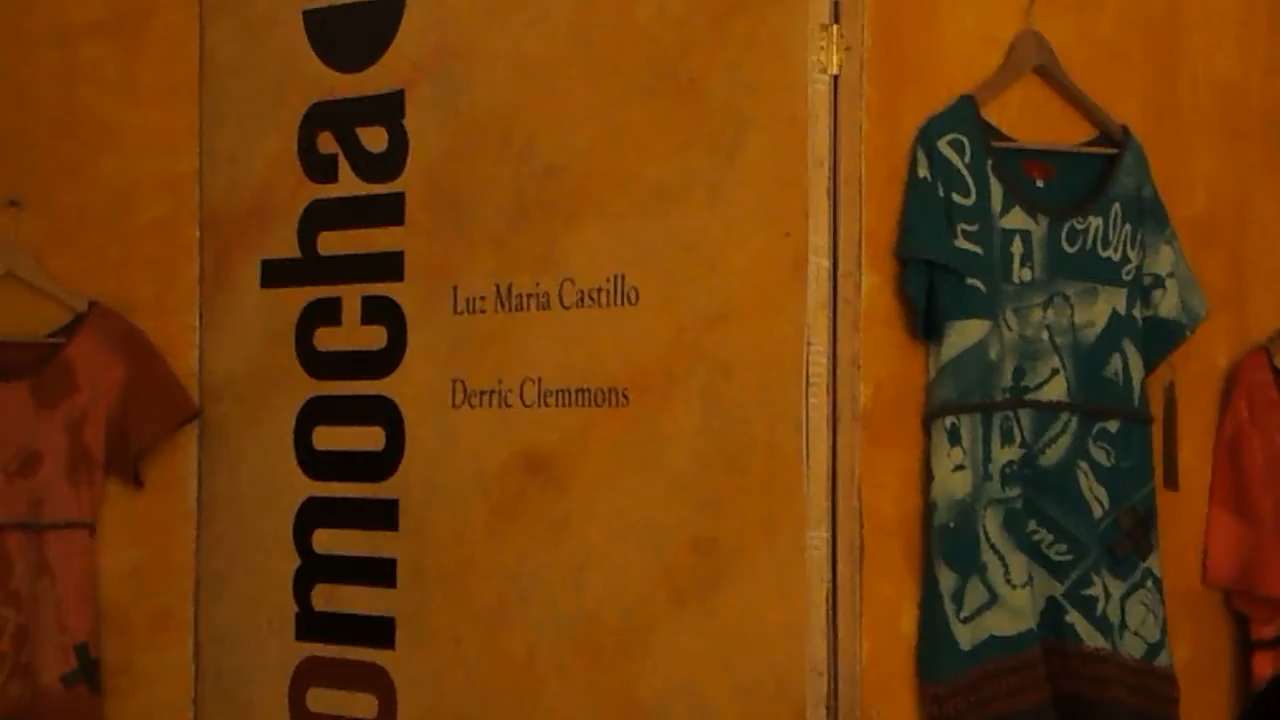 omocha
Luz Maria Castillo
Derric Clemmons
only
me